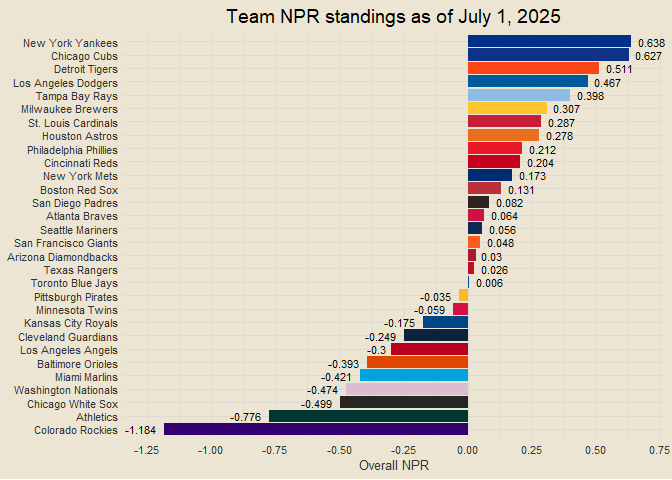 Team NPR standings as of July 1, 2025
New York Yankees 0.638
Chicago Cubs 0.627
Detroit Tigers 0.511
Los Angeles Dodgers 0.467
Tampa Bay Rays 0.398
Milwaukee Brewers 0.307
St. Louis Cardinals 0.287
Houston Astros 0.278
Philadelphia Phillies 0.212
Cincinnati Reds 0.204
New York Mets 0.173
Boston Red Sox 0.131
San Diego Padres 0.082
Atlanta Braves 0.064
Seattle Mariners 0.056
San Francisco Giants 0.048
Arizona Diamondbacks 0.03
Texas Rangers 0.026
Toronto Blue Jays 0.006
Pittsburgh Pirates -0.035
Minnesota Twins -0.059
Kansas City Royals -0.175
Cleveland Guardians -0.249
Los Angeles Angels -0.3
Baltimore Orioles -0.393
Miami Marlins -0.421
Washington Nationals -0.474
Chicago White Sox -0.499
Athletics -0.776
Colorado Rockies -1.184
-1.25 -1.00 -0.75 -0.50 -0.25 0.00 0.25 0.50 0.75
Overall NPR